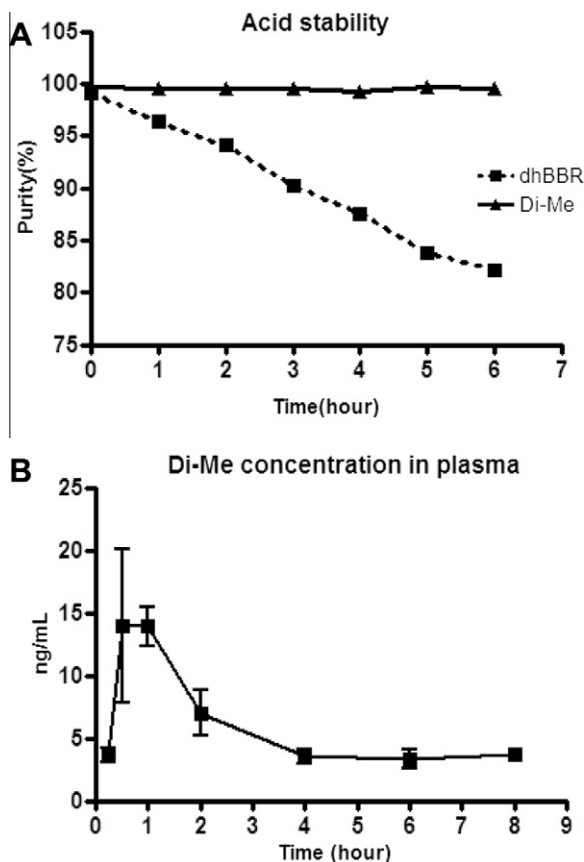 A
Acid stability
105
100
95
90
85
80
75
Purity(%)
dhBBR
Di-Me
0 1 2 3 4 5 6 7
Time(hour)
B
Di-Me concentration in plasma
25
20
15
10
5
0
ng/mL
0 1 2 3 4 5 6 7 8 9
Time (hour)